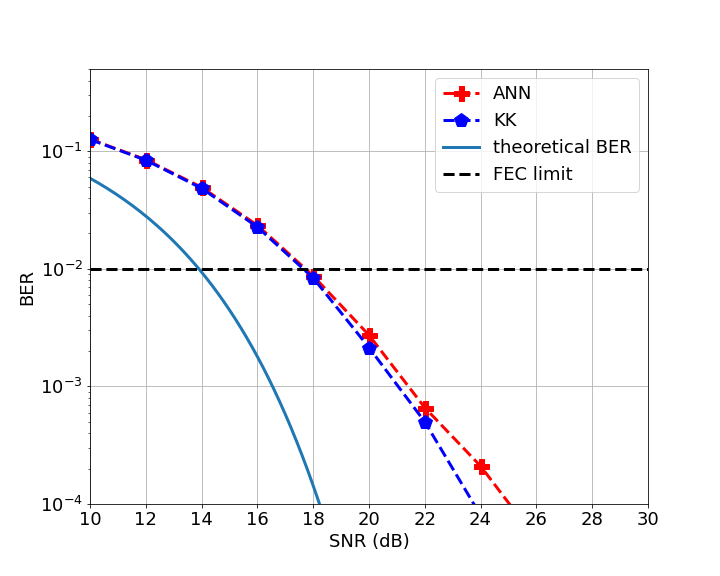 ANN
KK
theoretical BER
FEC limit
BER
10⁻¹
10⁻²
10⁻³
10⁻⁴
10 12 14 16 18 20 22 24 26 28 30
SNR (dB)